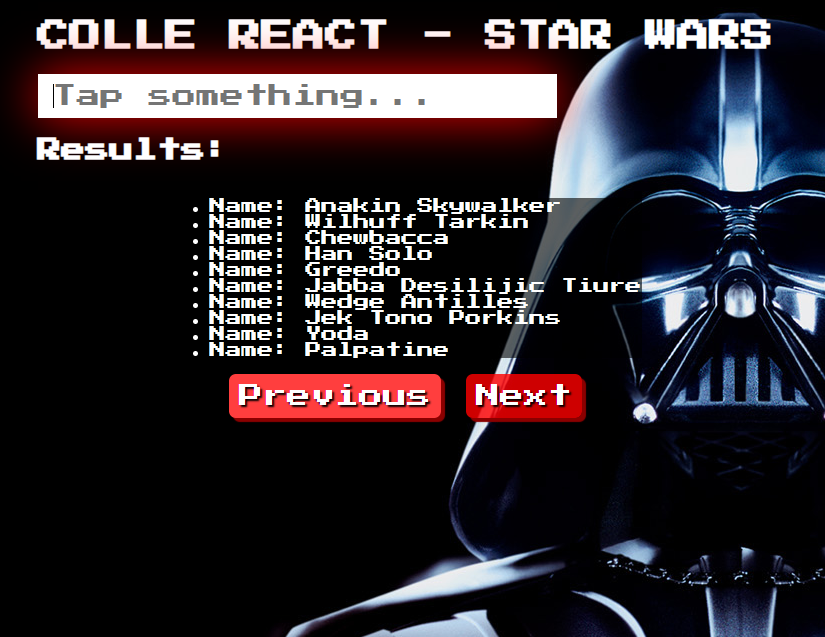 COLLE REACT - STAR WARS
Tap something...
Results:
. Name: Anakin Skywalker
. Name: Wilhuff Tarkin
. Name: Chewbacca
. Name: Han Solo
. Name: Greedo
. Name: Jabba Desilijic Tiure
. Name: Wedge Antilles
. Name: Jek Tono Porkins
. Name: Yoda
. Name: Palpatine
Previous Next